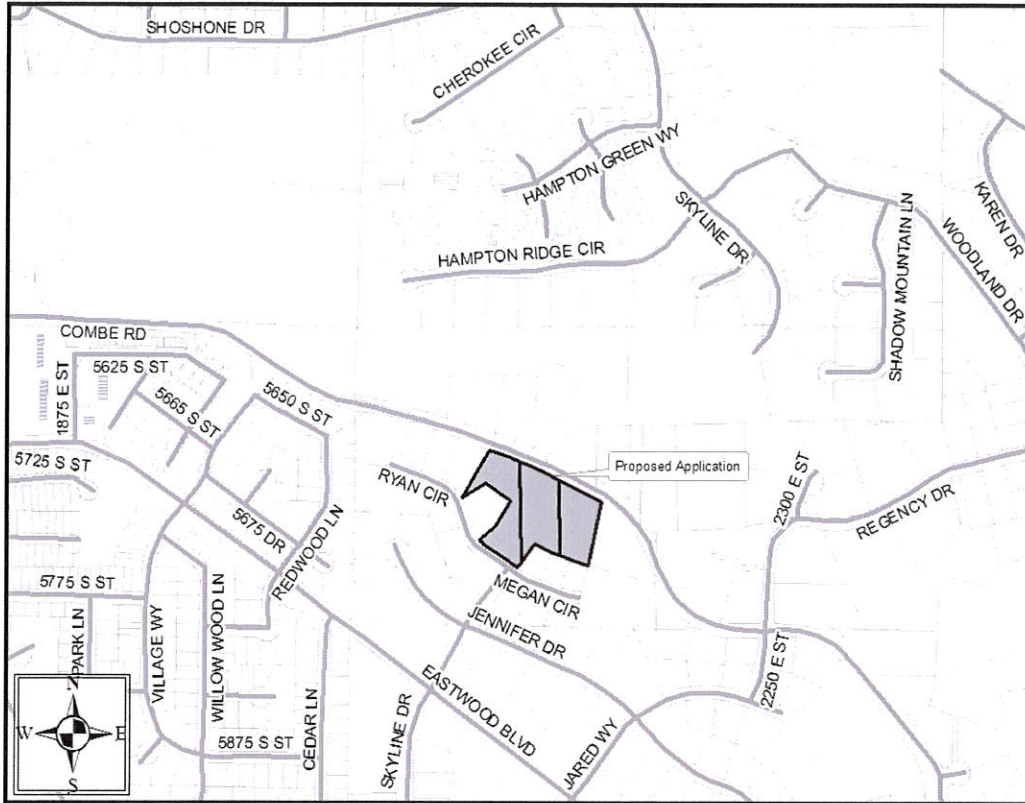 SHOSHONE DR
CHEROKEE CIR
HAMPTON GREEN WY
SKYLINE DR
HAMPTON RIDGE CIR
SHADOW MOUNTAIN LN
WOODLAND DR
KAREN DR
COMBE RD
5625 S ST
1875 E ST
5665 S ST
5650 S ST
5725 S ST
RYAN CIR
Proposed Application
2300 E ST
REGENCY DR
5675 DR
REDWOOD LN
MEGAN CIR
5775 S ST
PARK LN
VILLAGE WY
WILLOW WOOD LN
JENNIFER DR
EASTWOOD BLVD
2250 E ST
CEDAR LN
SKYLINE DR
JARED WY
5875 S ST
N
W
E
S